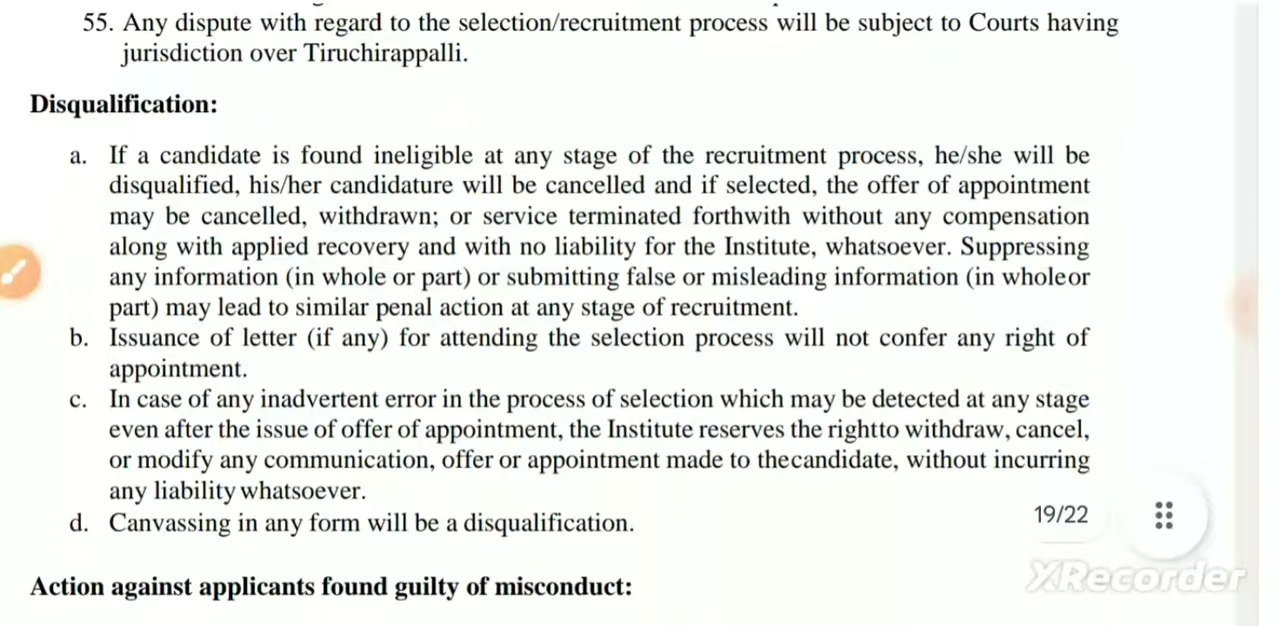 55. Any dispute with regard to the selection/recruitment process will be subject to Courts having
jurisdiction over Tiruchirappalli.
Disqualification:
a. If a candidate is found ineligible at any stage of the recruitment process, he/she will be
disqualified, his/her candidature will be cancelled and if selected, the offer of appointment
may be cancelled, withdrawn; or service terminated forthwith without any compensation
along with applied recovery and with no liability for the Institute, whatsoever. Suppressing
any information (in whole or part) or submitting false or misleading information (in wholeor
part) may lead to similar penal action at any stage of recruitment.
b. Issuance of letter (if any) for attending the selection process will not confer any right of
appointment.
c. In case of any inadvertent error in the process of selection which may be detected at any stage
even after the issue of offer of appointment, the Institute reserves the rightto withdraw, cancel,
or modify any communication, offer or appointment made to thecandidate, without incurring
any liability whatsoever.
d. Canvassing in any form will be a disqualification.
19/22
XRecorder
Action against applicants found guilty of misconduct: